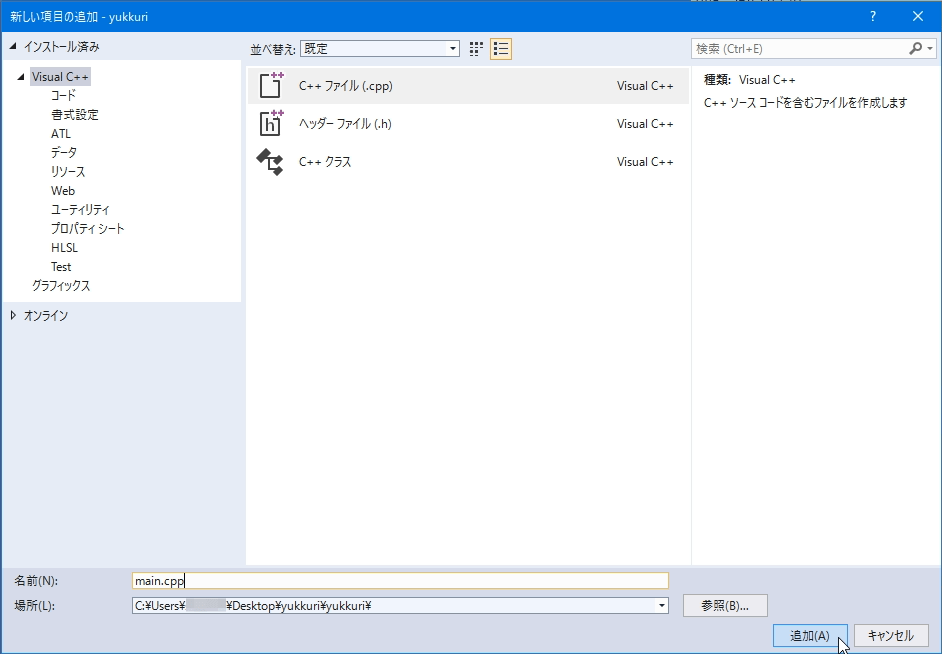 新しい項目の追加 - yukkuri ?
インストール済み
並べ替え: 既定
検索 (Ctrl+E)
Visual C++
コード
書式設定
ATL
データ
リソース
Web
ユーティリティ
プロパティ シート
HLSL
Test
グラフィックス
オンライン
C++ ファイル (.cpp) Visual C++
ヘッダー ファイル (.h) Visual C++
C++ クラス Visual C++
種類: Visual C++
C++ ソース コードを含むファイルを作成します
名前(N): main.cpp
場所(L): C:¥Users¥ ¥Desktop¥yukkuri¥yukkuri¥
参照(B)...
追加(A) キャンセル